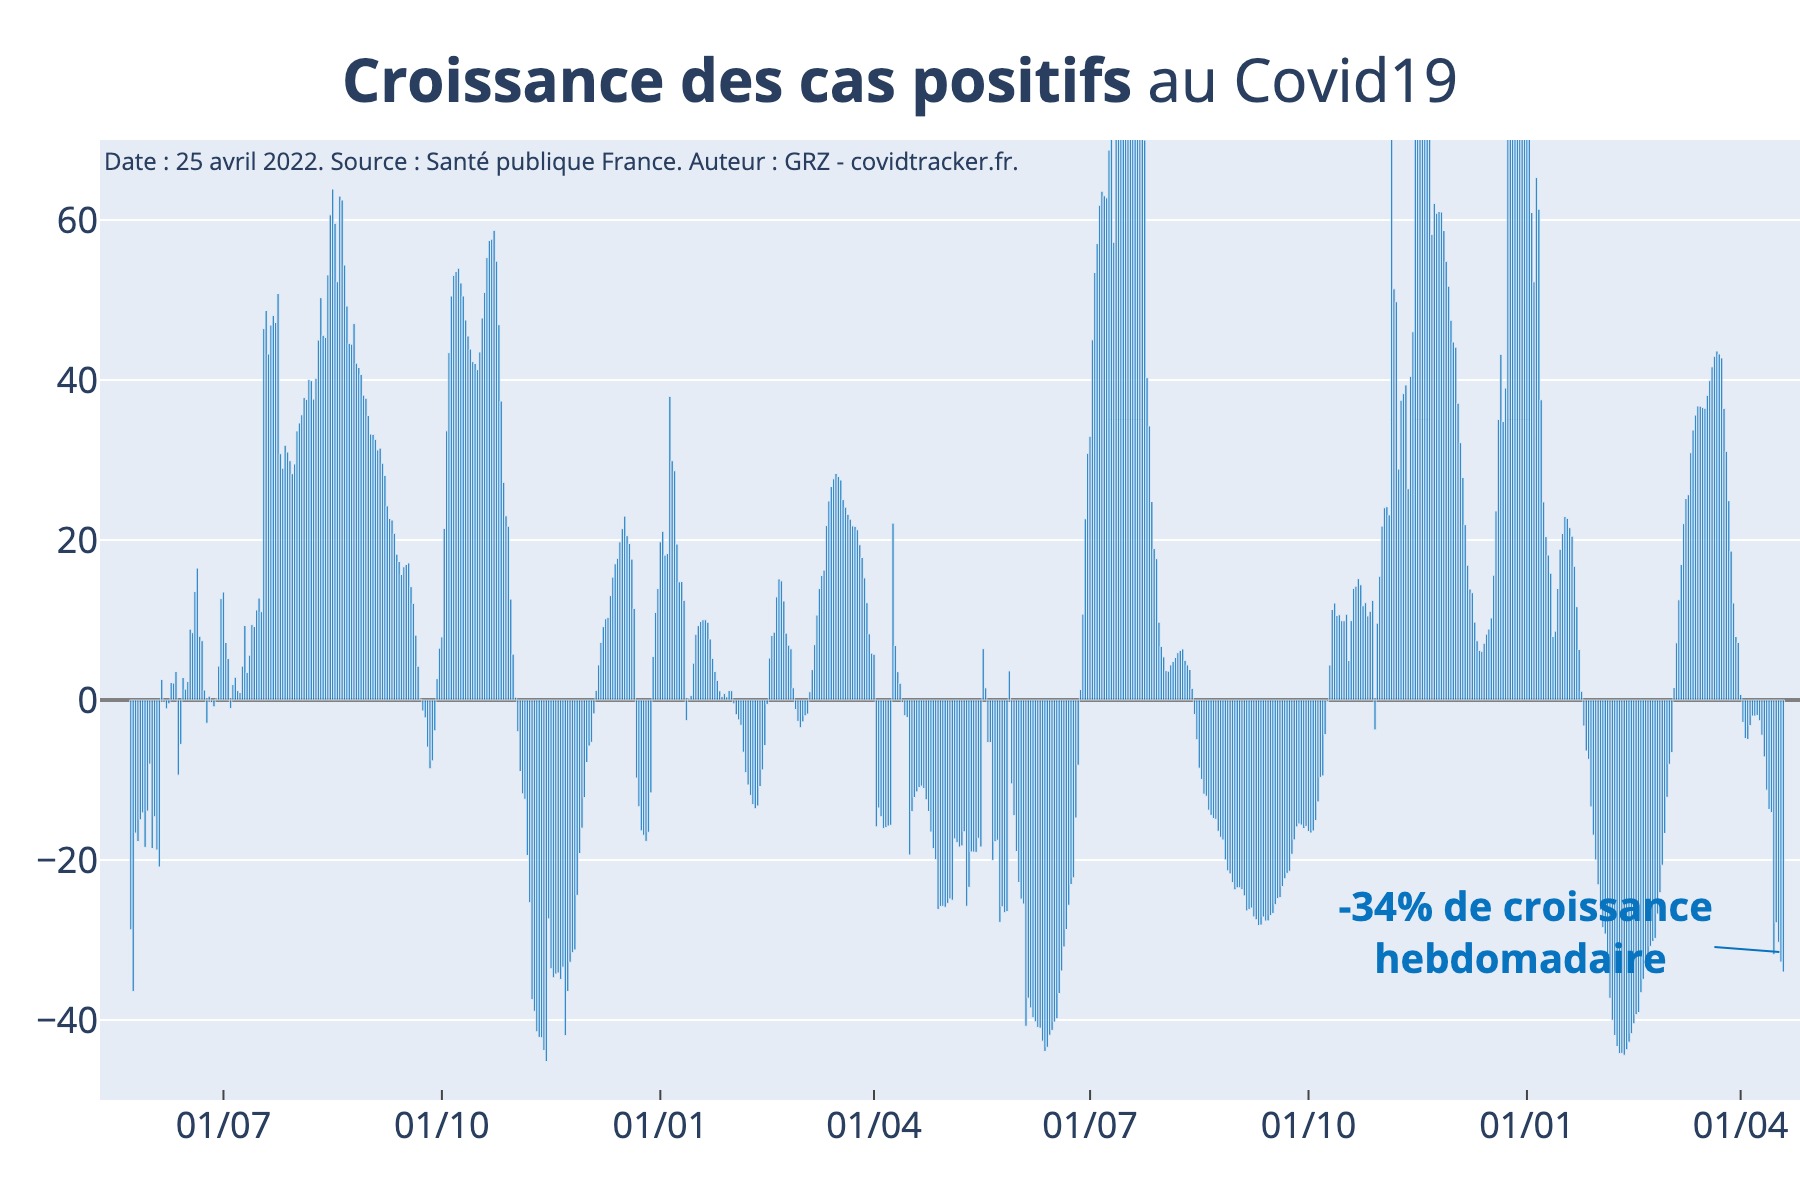 Croissance des cas positifs au Covid19
Date : 25 avril 2022. Source : Santé publique France. Auteur : GRZ - covidtracker.fr.
60
40
20
0
−20
−40
-34% de croissance
hebdomadaire
01/07 01/10 01/01 01/04 01/07 01/10 01/01 01/04